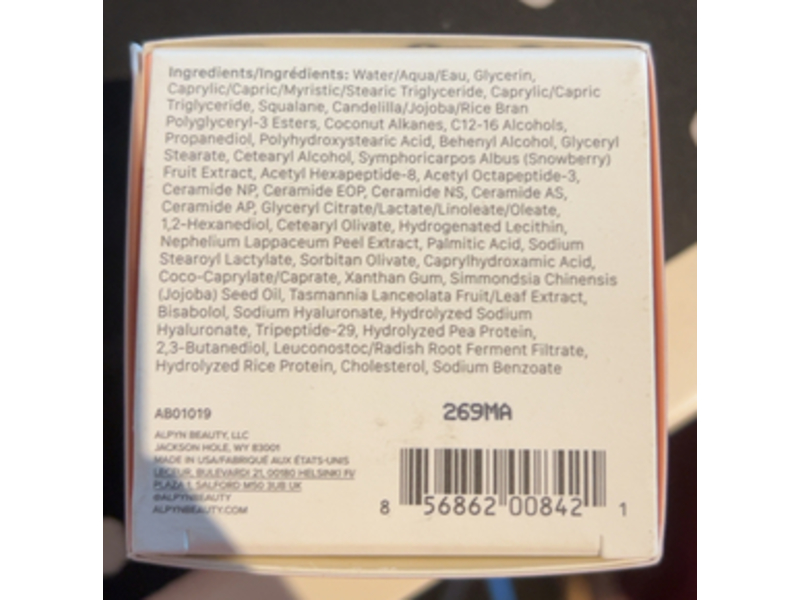 Ingredients/Ingrédients: Water/Aqua/Eau, Glycerin,
Caprylic/Capric/Myristic/Stearic Triglyceride, Caprylic/Capric
Triglyceride, Squalane, Candelilla/Jojoba/Rice Bran
Polyglyceryl-3 Esters, Coconut Alkanes, C12-16 Alcohols,
Propanediol, Polyhydroxystearic Acid, Behenyl Alcohol, Glyceryl
Stearate, Cetearyl Alcohol, Symphoricarpos Albus (Snowberry)
Fruit Extract, Acetyl Hexapeptide-8, Acetyl Octapeptide-3,
Ceramide NP, Ceramide EOP, Ceramide NS, Ceramide AS,
Ceramide AP, Glyceryl Citrate/Lactate/Linoleate/Oleate,
1,2-Hexanediol, Cetearyl Olivate, Hydrogenated Lecithin,
Nephelium Lappaceum Peel Extract, Palmitic Acid, Sodium
Stearoyl Lactylate, Sorbitan Olivate, Caprylhydroxamic Acid,
Coco-Caprylate/Caprate, Xanthan Gum, Simmondsia Chinensis
(Jojoba) Seed Oil, Tasmannia Lanceolata Fruit/Leaf Extract,
Bisabolol, Sodium Hyaluronate, Hydrolyzed Sodium
Hyaluronate, Tripeptide-29, Hydrolyzed Pea Protein,
2,3-Butanediol, Leuconostoc/Radish Root Ferment Filtrate,
Hydrolyzed Rice Protein, Cholesterol, Sodium Benzoate
AB01019
269MA
ALPYN BEAUTY, LLC
JACKSON HOLE, WY 83001
MADE IN USA/FABRIQUÉ AUX ÉTATS-UNIS
BULEVARDI 21, 00180 HELSINKI FI/
PLAZA 1, SALFORD M50 3UB UK
@ALPYNBEAUTY
ALPYNBEAUTY.COM
8 56862 00842 1